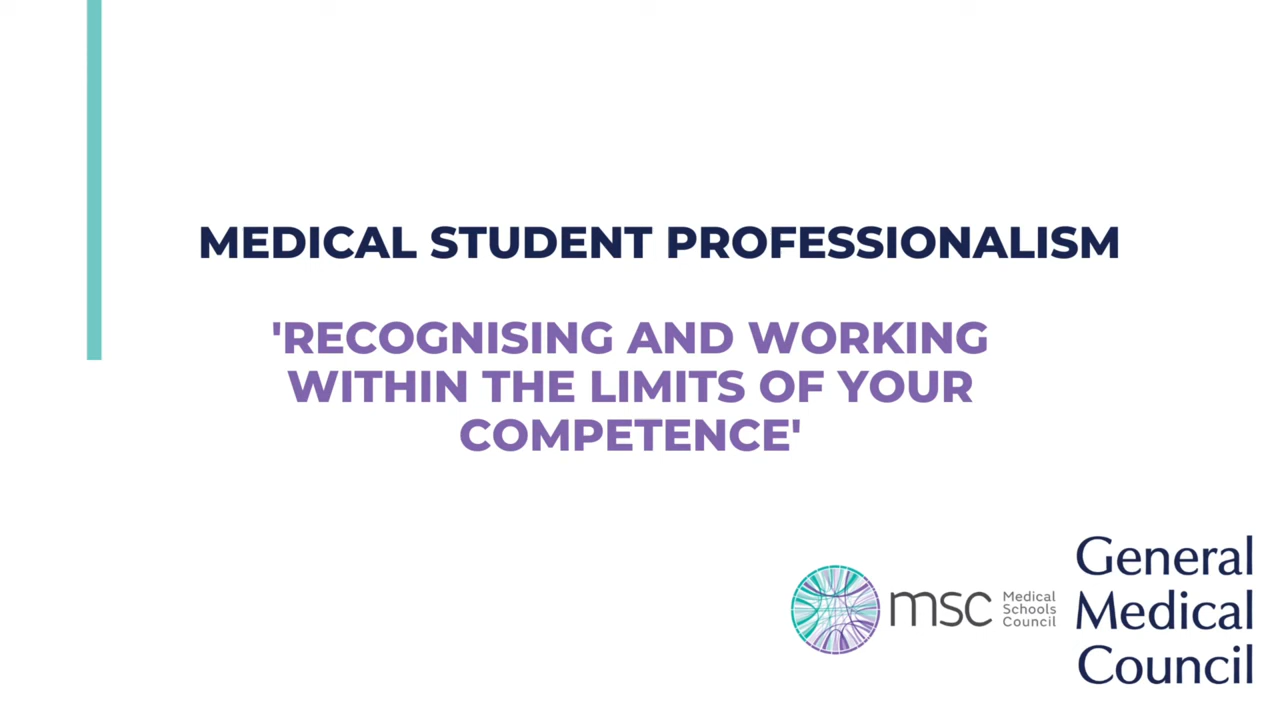 MEDICAL STUDENT PROFESSIONALISM
'RECOGNISING AND WORKING
WITHIN THE LIMITS OF YOUR
COMPETENCE'
msc
Medical
Schools
Council
General
Medical
Council